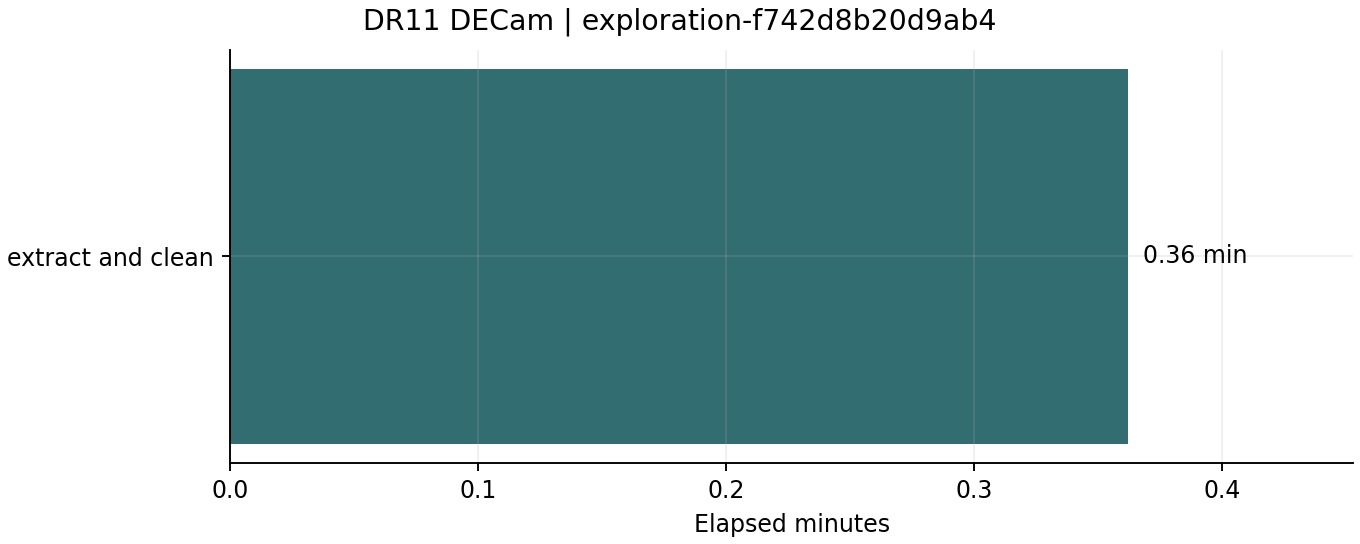 DR11 DECam | exploration-f742d8b20d9ab4
extract and clean
0.36 min
0.0 0.1 0.2 0.3 0.4
Elapsed minutes